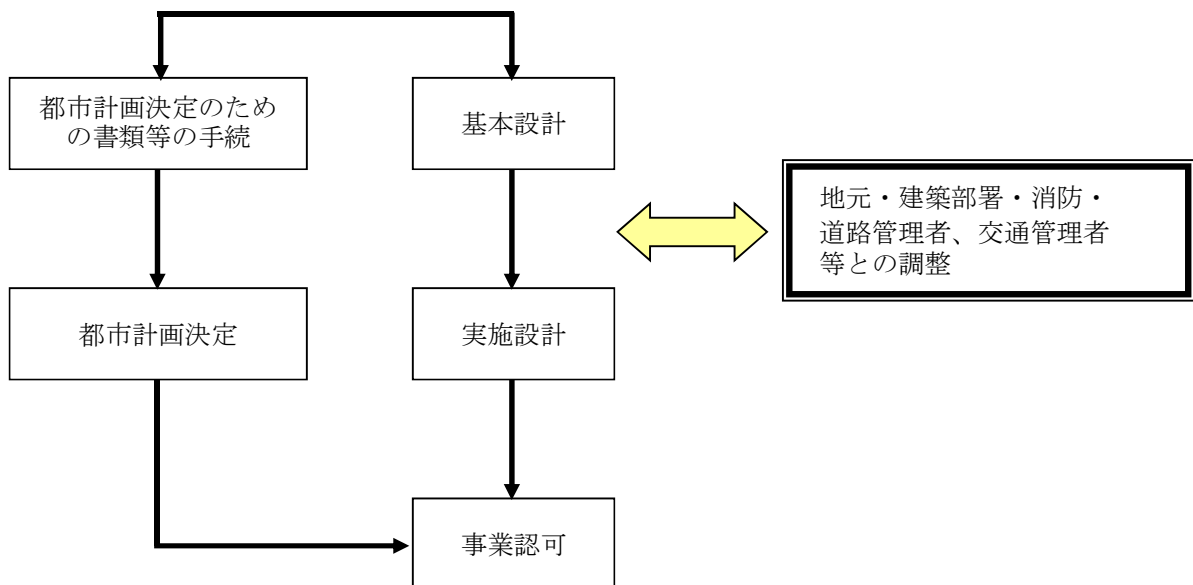 都市計画決定のため
の書類等の手続
基本設計
地元・建築部署・消防・
道路管理者、交通管理者
等との調整
都市計画決定
実施設計
事業認可